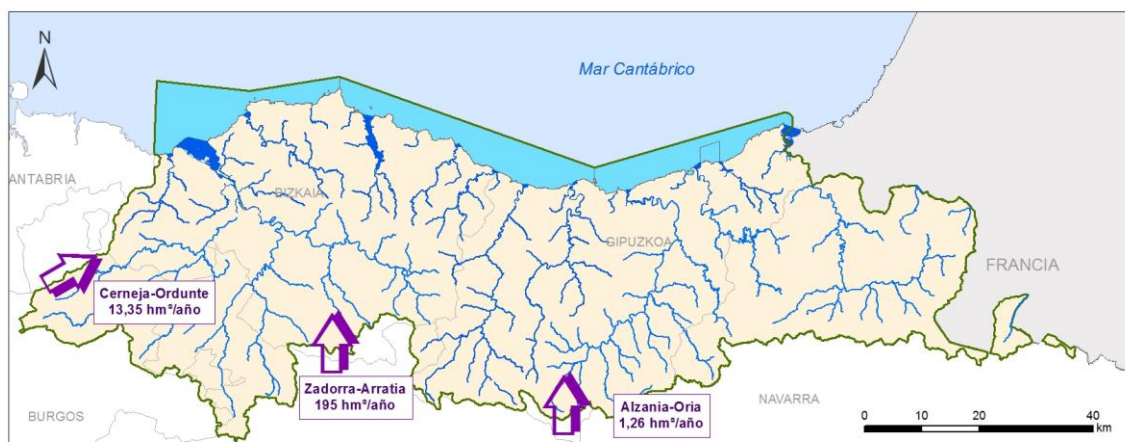 N
Mar Cantábrico
ANTABRIA
BIZKAIA
GIPUZKOA
FRANCIA
Cerneja-Ordunte
13,35 hm³/año
Zadorra-Arratia
195 hm³/año
Alzania-Oria
1,26 hm³/año
NAVARRA
BURGOS
0 10 20 40
km